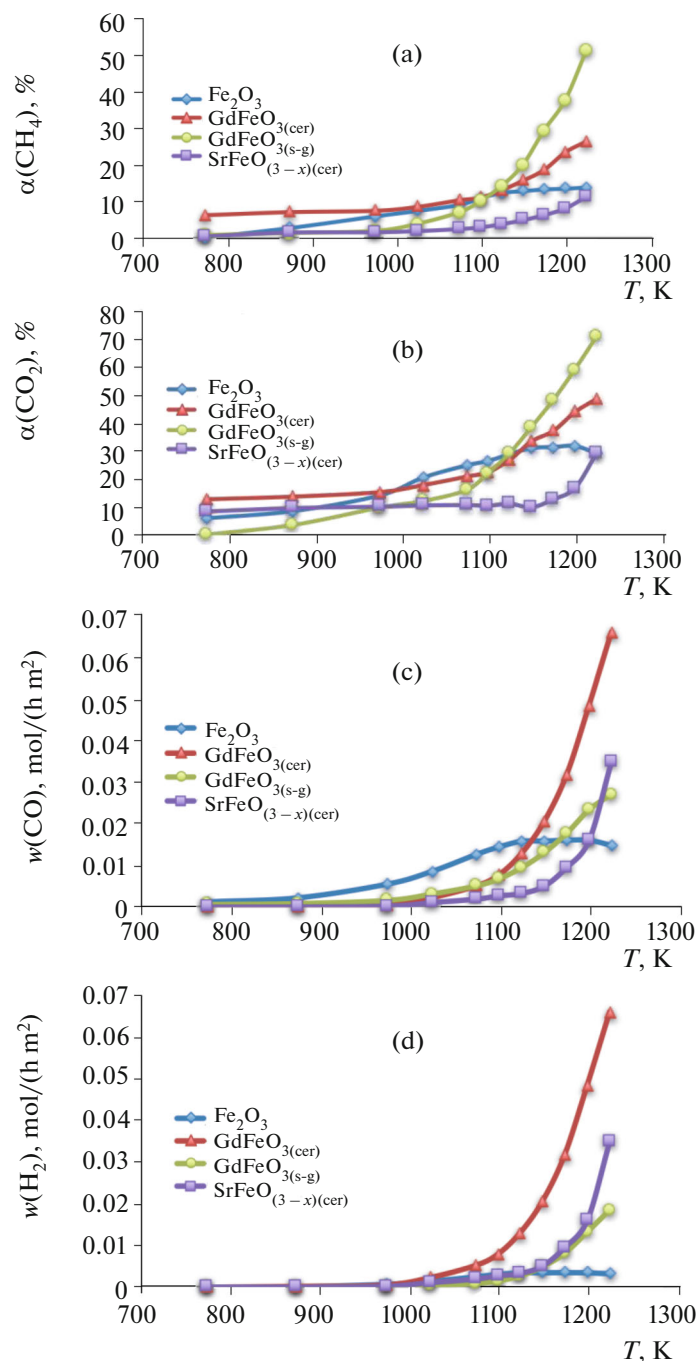 (a)
α(CH₄), %
60
50
40
30
20
10
0
Fe₂O₃
GdFeO₃₍cer₎
GdFeO₃₍s-g₎
SrFeO₍₃ ₋ ₓ₎₍cer₎
700 800 900 1000 1100 1200 1300
T, K
(b)
α(CO₂), %
80
70
60
50
40
30
20
10
0
Fe₂O₃
GdFeO₃₍cer₎
GdFeO₃₍s-g₎
SrFeO₍₃ ₋ ₓ₎₍cer₎
700 800 900 1000 1100 1200 1300
T, K
(c)
w(CO), mol/(h m²)
0.07
0.06
0.05
0.04
0.03
0.02
0.01
0
Fe₂O₃
GdFeO₃₍cer₎
GdFeO₃₍s-g₎
SrFeO₍₃ ₋ ₓ₎₍cer₎
700 800 900 1000 1100 1200 1300
T, K
(d)
w(H₂), mol/(h m²)
0.07
0.06
0.05
0.04
0.03
0.02
0.01
0
Fe₂O₃
GdFeO₃₍cer₎
GdFeO₃₍s-g₎
SrFeO₍₃ ₋ ₓ₎₍cer₎
700 800 900 1000 1100 1200 1300
T, K